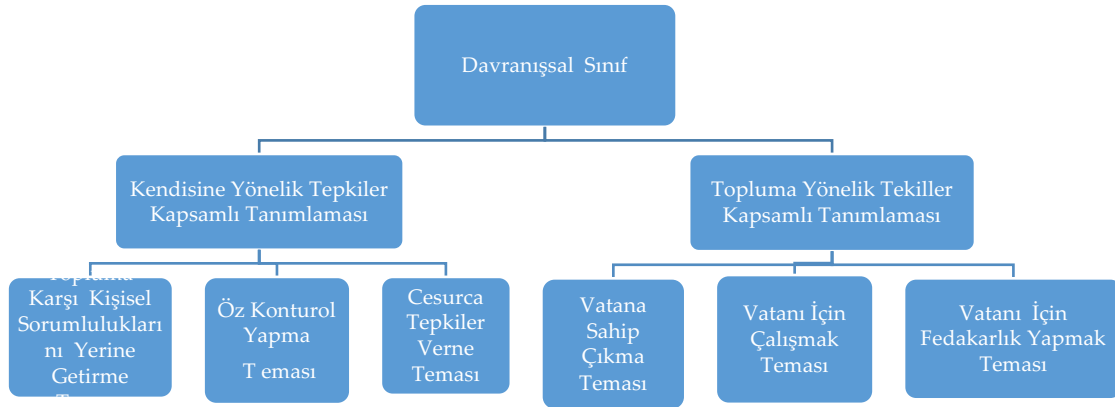 Davranışsal Sınıf
Kendisine Yönelik Tepkiler
Kapsamlı Tanımlaması
Topluma Yönelik Tekiller
Kapsamlı Tanımlaması
Karşı Kişisel
Sorumlulukları
nı Yerine
Getirme
Öz Konturol
Yapma
T eması
Cesurca
Tepkiler
Verne
Teması
Vatana
Sahip
Çıkma
Teması
Vatanı İçin
Çalışmak
Teması
Vatanı İçin
Fedakarlık Yapmak
Teması